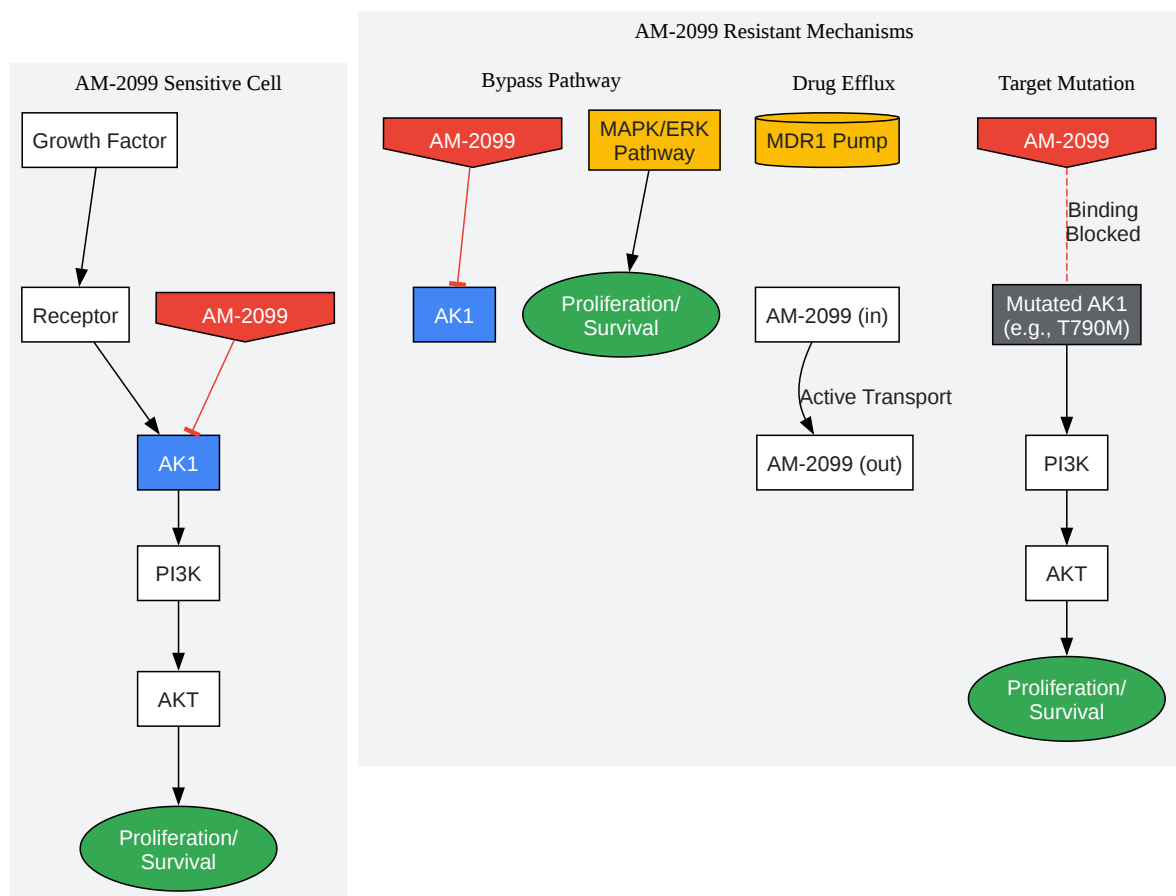 AM-2099 Resistant Mechanisms
AM-2099 Sensitive Cell
Growth Factor
Receptor
AM-2099
AK1
PI3K
AKT
Proliferation/
Survival
Bypass Pathway
AM-2099
MAPK/ERK
Pathway
AK1
Proliferation/
Survival
Drug Efflux
MDR1 Pump
AM-2099 (in)
Active Transport
AM-2099 (out)
Target Mutation
AM-2099
Binding
Blocked
Mutated AK1
(e.g., T790M)
PI3K
AKT
Proliferation/
Survival